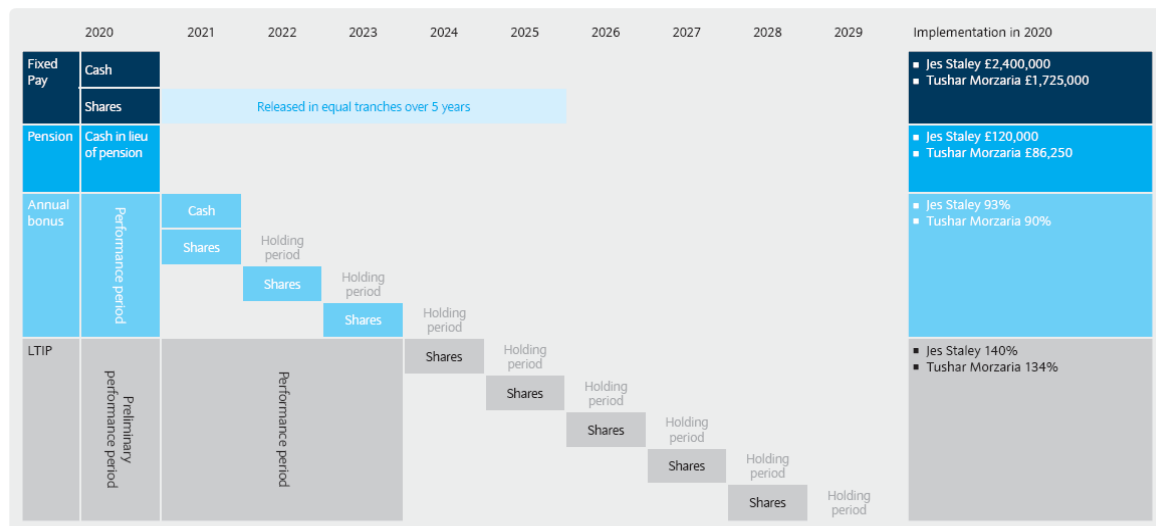 2020 2021 2022 2023 2024 2025 2026 2027 2028 2029 Implementation in 2020
Fixed
Pay
Cash
Shares
Released in equal tranches over 5 years
▪ Jes Staley £2,400,000
▪ Tushar Morzaria £1,725,000
Pension
Cash in lieu
of pension
▪ Jes Staley £120,000
▪ Tushar Morzaria £86,250
Annual
bonus
Performance period
Cash
Shares
Holding
period
Shares
Holding
period
Shares
Holding
period
▪ Jes Staley 93%
▪ Tushar Morzaria 90%
LTIP
Preliminary
performance period
Performance period
Shares
Holding
period
Shares
Holding
period
Shares
Holding
period
Shares
Holding
period
Shares
Holding
period
▪ Jes Staley 140%
▪ Tushar Morzaria 134%